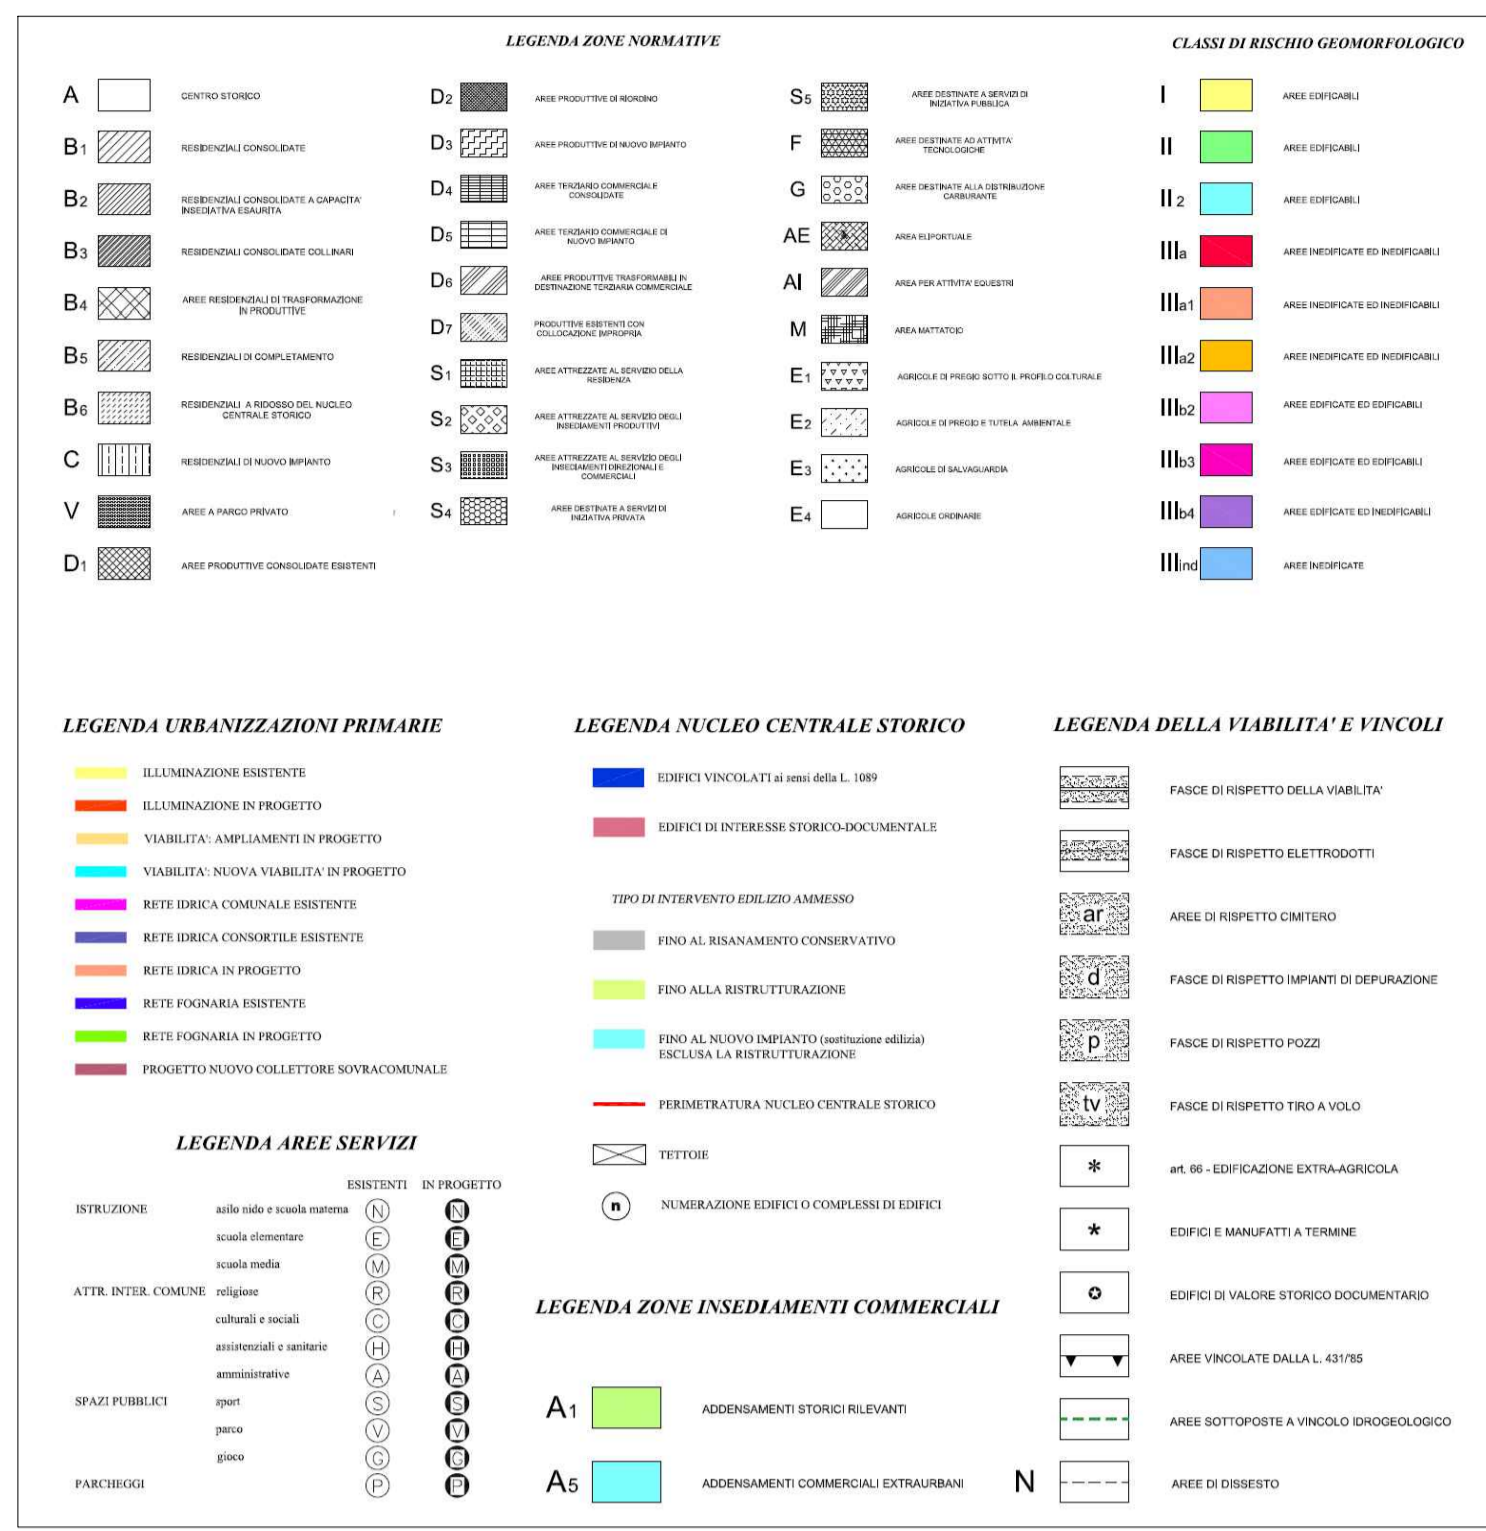 LEGENDA ZONE NORMATIVE
A CENTRO STORICO
B1 RESIDENZIALI CONSOLIDATE
B2 RESIDENZIALI CONSOLIDATE A CAPACITA'
INSEDIATIVA ESAURITA
B3 RESIDENZIALI CONSOLIDATE COLLINARI
B4 AREE RESIDENZIALI DI TRASFORMAZIONE
IN PRODUTTIVE
B5 RESIDENZIALI DI COMPLETAMENTO
B6 RESIDENZIALI A RIDOSSO DEL NUCLEO
CENTRALE STORICO
C RESIDENZIALI DI NUOVO IMPIANTO
V AREE A PARCO PRIVATO
D1 AREE PRODUTTIVE CONSOLIDATE ESISTENTI
D2 AREE PRODUTTIVE DI RIORDINO
D3 AREE PRODUTTIVE DI NUOVO IMPIANTO
D4 AREE TERZIARIO COMMERCIALE
CONSOLIDATE
D5 AREE TERZIARIO COMMERCIALE DI
NUOVO IMPIANTO
D6 AREE PRODUTTIVE TRASFORMABILI IN
DESTINAZIONE TERZIARIA COMMERCIALE
D7 PRODUTTIVE ESISTENTI CON
COLLOCAZIONE IMPROPRIA
S1 AREE ATTREZZATE AL SERVIZIO DELLA
RESIDENZA
S2 AREE ATTREZZATE AL SERVIZIO DEGLI
INSEDIAMENTI PRODUTTIVI
S3 AREE ATTREZZATE AL SERVIZIO DEGLI
INSEDIAMENTI DIREZIONALI E
COMMERCIALI
S4 AREE DESTINATE A SERVIZI DI
INIZIATIVA PRIVATA
S5 AREE DESTINATE A SERVIZI DI
INIZIATIVA PUBBLICA
F AREE DESTINATE AD ATTIVITA'
TECNOLOGICHE
G AREE DESTINATE ALLA DISTRIBUZIONE
CARBURANTE
AE AREA ELIPORTUALE
AI AREA PER ATTIVITA' EQUESTRI
M AREA MATTATOIO
E1 AGRICOLE DI PREGIO SOTTO IL PROFILO COLTURALE
E2 AGRICOLE DI PREGIO E TUTELA AMBIENTALE
E3 AGRICOLE DI SALVAGUARDIA
E4 AGRICOLE ORDINARIE
CLASSI DI RISCHIO GEOMORFOLOGICO
I AREE EDIFICABILI
II AREE EDIFICABILI
II 2 AREE EDIFICABILI
IIIa AREE INEDIFICATE ED INEDIFICABILI
IIIa1 AREE INEDIFICATE ED INEDIFICABILI
IIIa2 AREE INEDIFICATE ED INEDIFICABILI
IIIb2 AREE EDIFICATE ED EDIFICABILI
IIIb3 AREE EDIFICATE ED EDIFICABILI
IIIb4 AREE EDIFICATE ED INEDIFICABILI
IIIind AREE INEDIFICATE
LEGENDA URBANIZZAZIONI PRIMARIE
ILLUMINAZIONE ESISTENTE
ILLUMINAZIONE IN PROGETTO
VIABILITA': AMPLIAMENTI IN PROGETTO
VIABILITA': NUOVA VIABILITA' IN PROGETTO
RETE IDRICA COMUNALE ESISTENTE
RETE IDRICA CONSORTILE ESISTENTE
RETE IDRICA IN PROGETTO
RETE FOGNARIA ESISTENTE
RETE FOGNARIA IN PROGETTO
PROGETTO NUOVO COLLETTORE SOVRACOMUNALE
LEGENDA AREE SERVIZI
ESISTENTI IN PROGETTO
ISTRUZIONE asilo nido e scuola materna N N
scuola elementare E E
scuola media M M
ATTR. INTER. COMUNE religiose R R
culturali e sociali C C
assistenziali e sanitarie H H
amministrative A A
SPAZI PUBBLICI sport S S
parco V V
gioco G G
PARCHEGGI P P
LEGENDA NUCLEO CENTRALE STORICO
EDIFICI VINCOLATI ai sensi della L. 1089
EDIFICI DI INTERESSE STORICO-DOCUMENTALE
TIPO DI INTERVENTO EDILIZIO AMMESSO
FINO AL RISANAMENTO CONSERVATIVO
FINO ALLA RISTRUTTURAZIONE
FINO AL NUOVO IMPIANTO (sostituzione edilizia)
ESCLUSA LA RISTRUTTURAZIONE
PERIMETRATURA NUCLEO CENTRALE STORICO
TETTOIE
n NUMERAZIONE EDIFICI O COMPLESSI DI EDIFICI
LEGENDA ZONE INSEDIAMENTI COMMERCIALI
A1 ADDENSAMENTI STORICI RILEVANTI
A5 ADDENSAMENTI COMMERCIALI EXTRAURBANI
LEGENDA DELLA VIABILITA' E VINCOLI
FASCE DI RISPETTO DELLA VIABILITA'
FASCE DI RISPETTO ELETTRODOTTI
ar AREE DI RISPETTO CIMITERO
d FASCE DI RISPETTO IMPIANTI DI DEPURAZIONE
p FASCE DI RISPETTO POZZI
tv FASCE DI RISPETTO TIRO A VOLO
* art. 66 - EDIFICAZIONE EXTRA-AGRICOLA
* EDIFICI E MANUFATTI A TERMINE
EDIFICI DI VALORE STORICO DOCUMENTARIO
AREE VINCOLATE DALLA L. 431/'85
AREE SOTTOPOSTE A VINCOLO IDROGEOLOGICO
N AREE DI DISSESTO